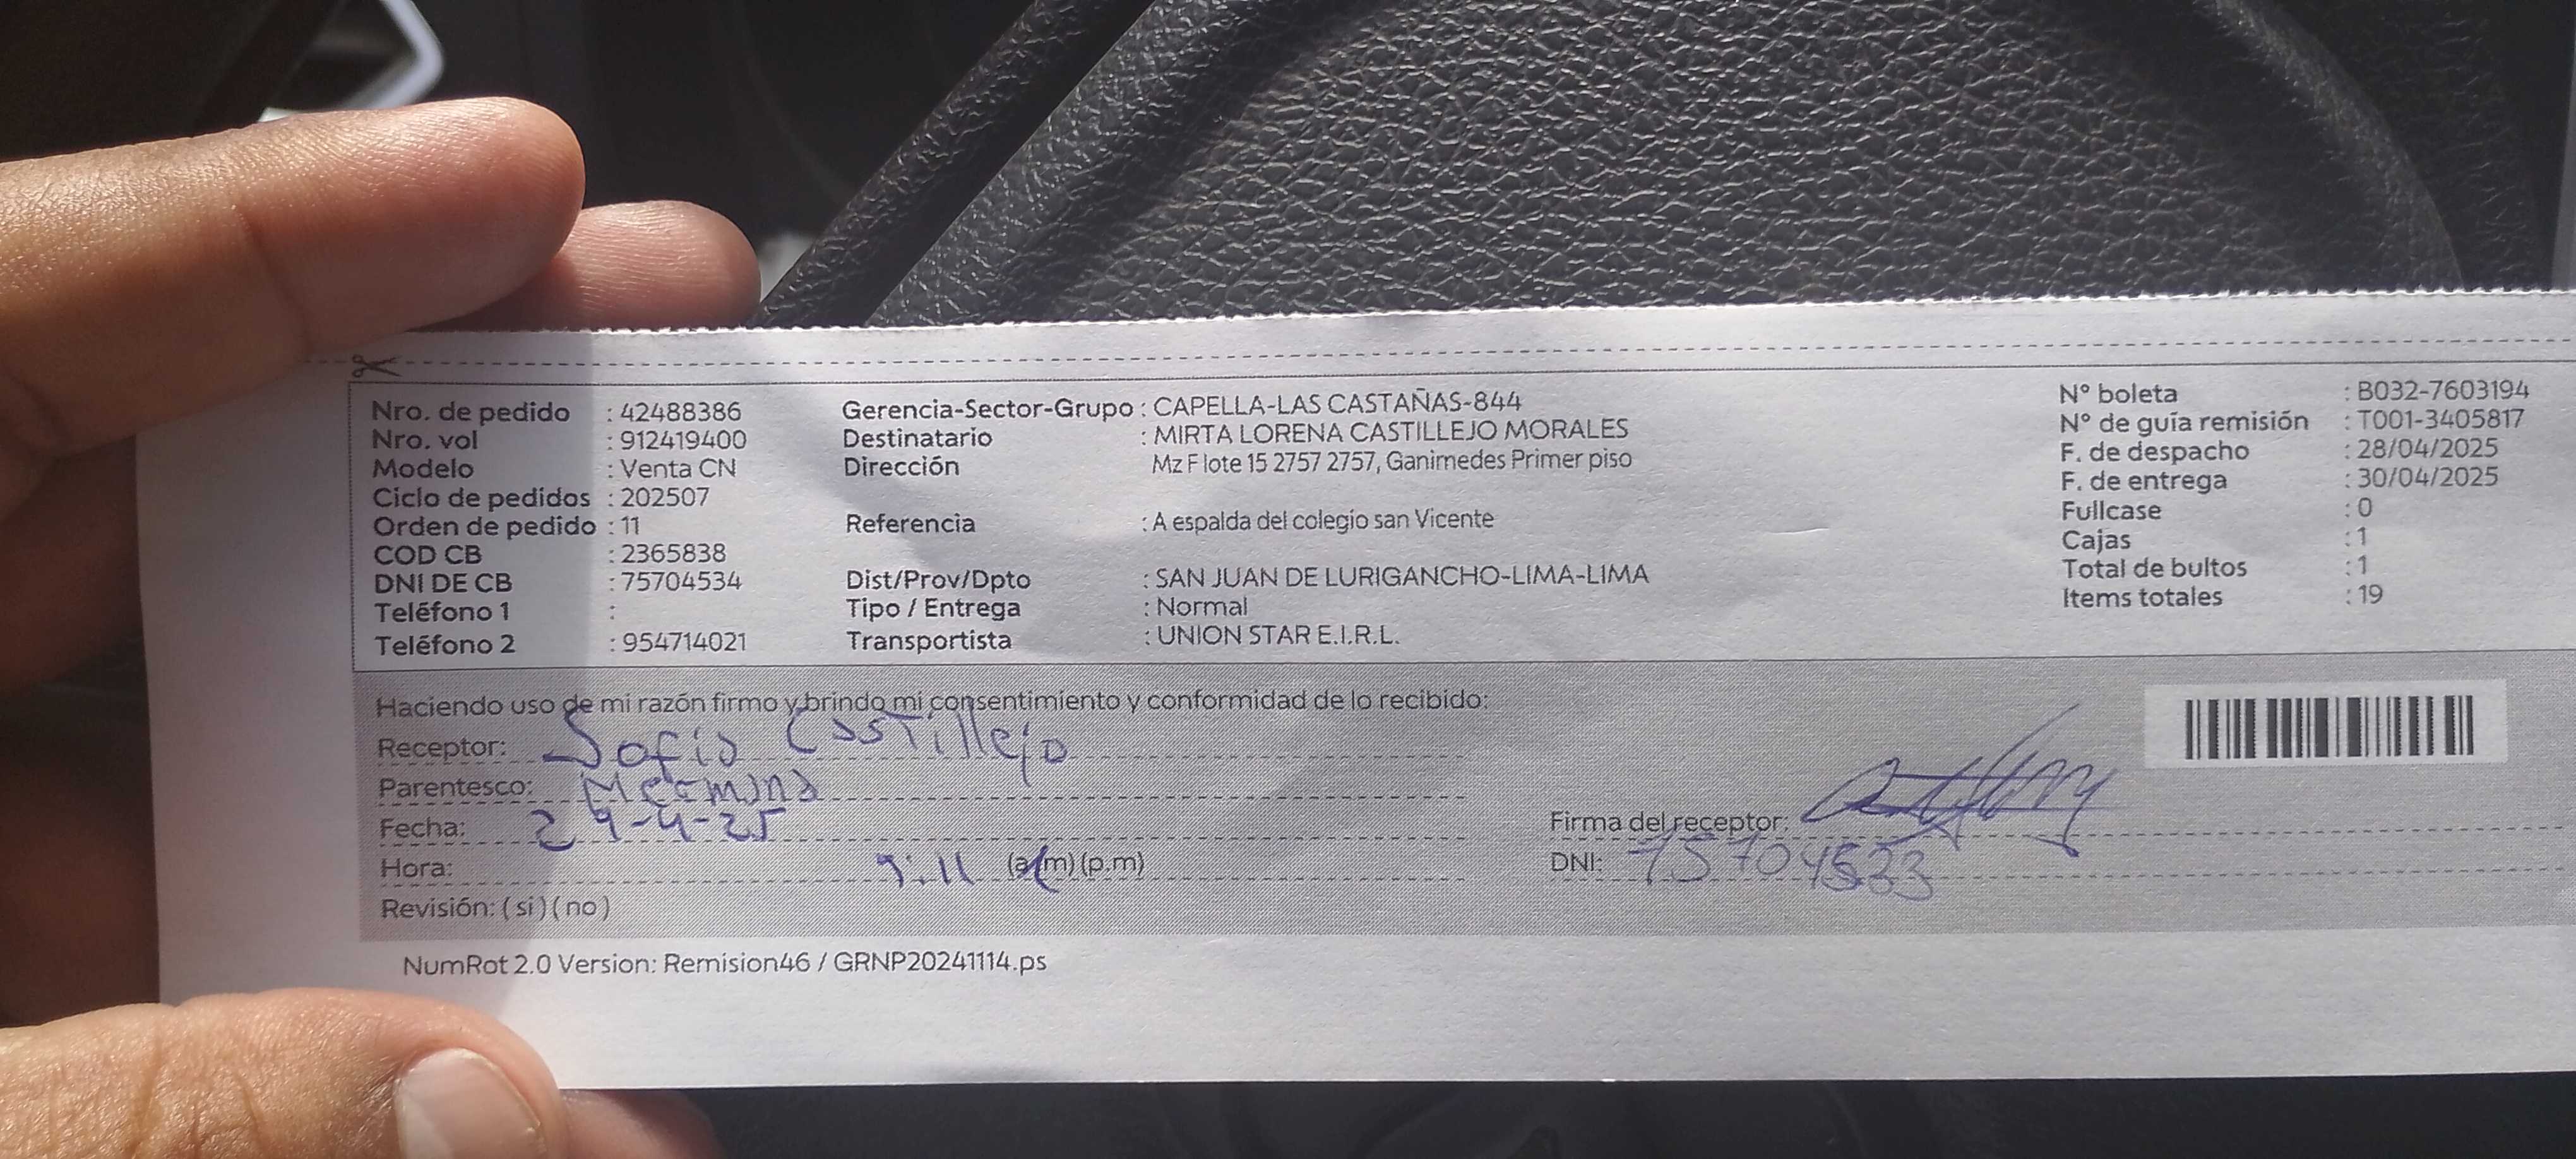 Nro. de pedido : 42488386 Gerencia-Sector-Grupo : CAPELLA-LAS CASTAÑAS-844 N° boleta : B032-7603194
Nro. vol : 912419400 Destinatario : MIRTA LORENA CASTILLEJO MORALES N° de guía remisión : T001-3405817
Modelo : Venta CN Dirección Mz F lote 15 2757 2757, Ganimedes Primer piso F. de despacho : 28/04/2025
Ciclo de pedidos : 202507 F. de entrega : 30/04/2025
Orden de pedido : 11 Referencia : A espalda del colegio san Vicente Fullcase : 0
COD CB : 2365838 Cajas : 1
DNI DE CB : 75704534 Dist/Prov/Dpto : SAN JUAN DE LURIGANCHO-LIMA-LIMA Total de bultos : 1
Teléfono 1 : Tipo / Entrega : Normal Items totales : 19
Teléfono 2 : 954714021 Transportista : UNION STAR E.I.R.L.
Haciendo uso de mi razón firmo y brindo mi consentimiento y conformidad de lo recibido:
Receptor: Sofia Castillejo
Parentesco:
Fecha: 29-4-25 Firma del receptor:
Hora: (a.m) (p.m) DNI:
Revisión: ( si ) ( no )
NumRot 2.0 Version: Remision46 / GRNP20241114.ps